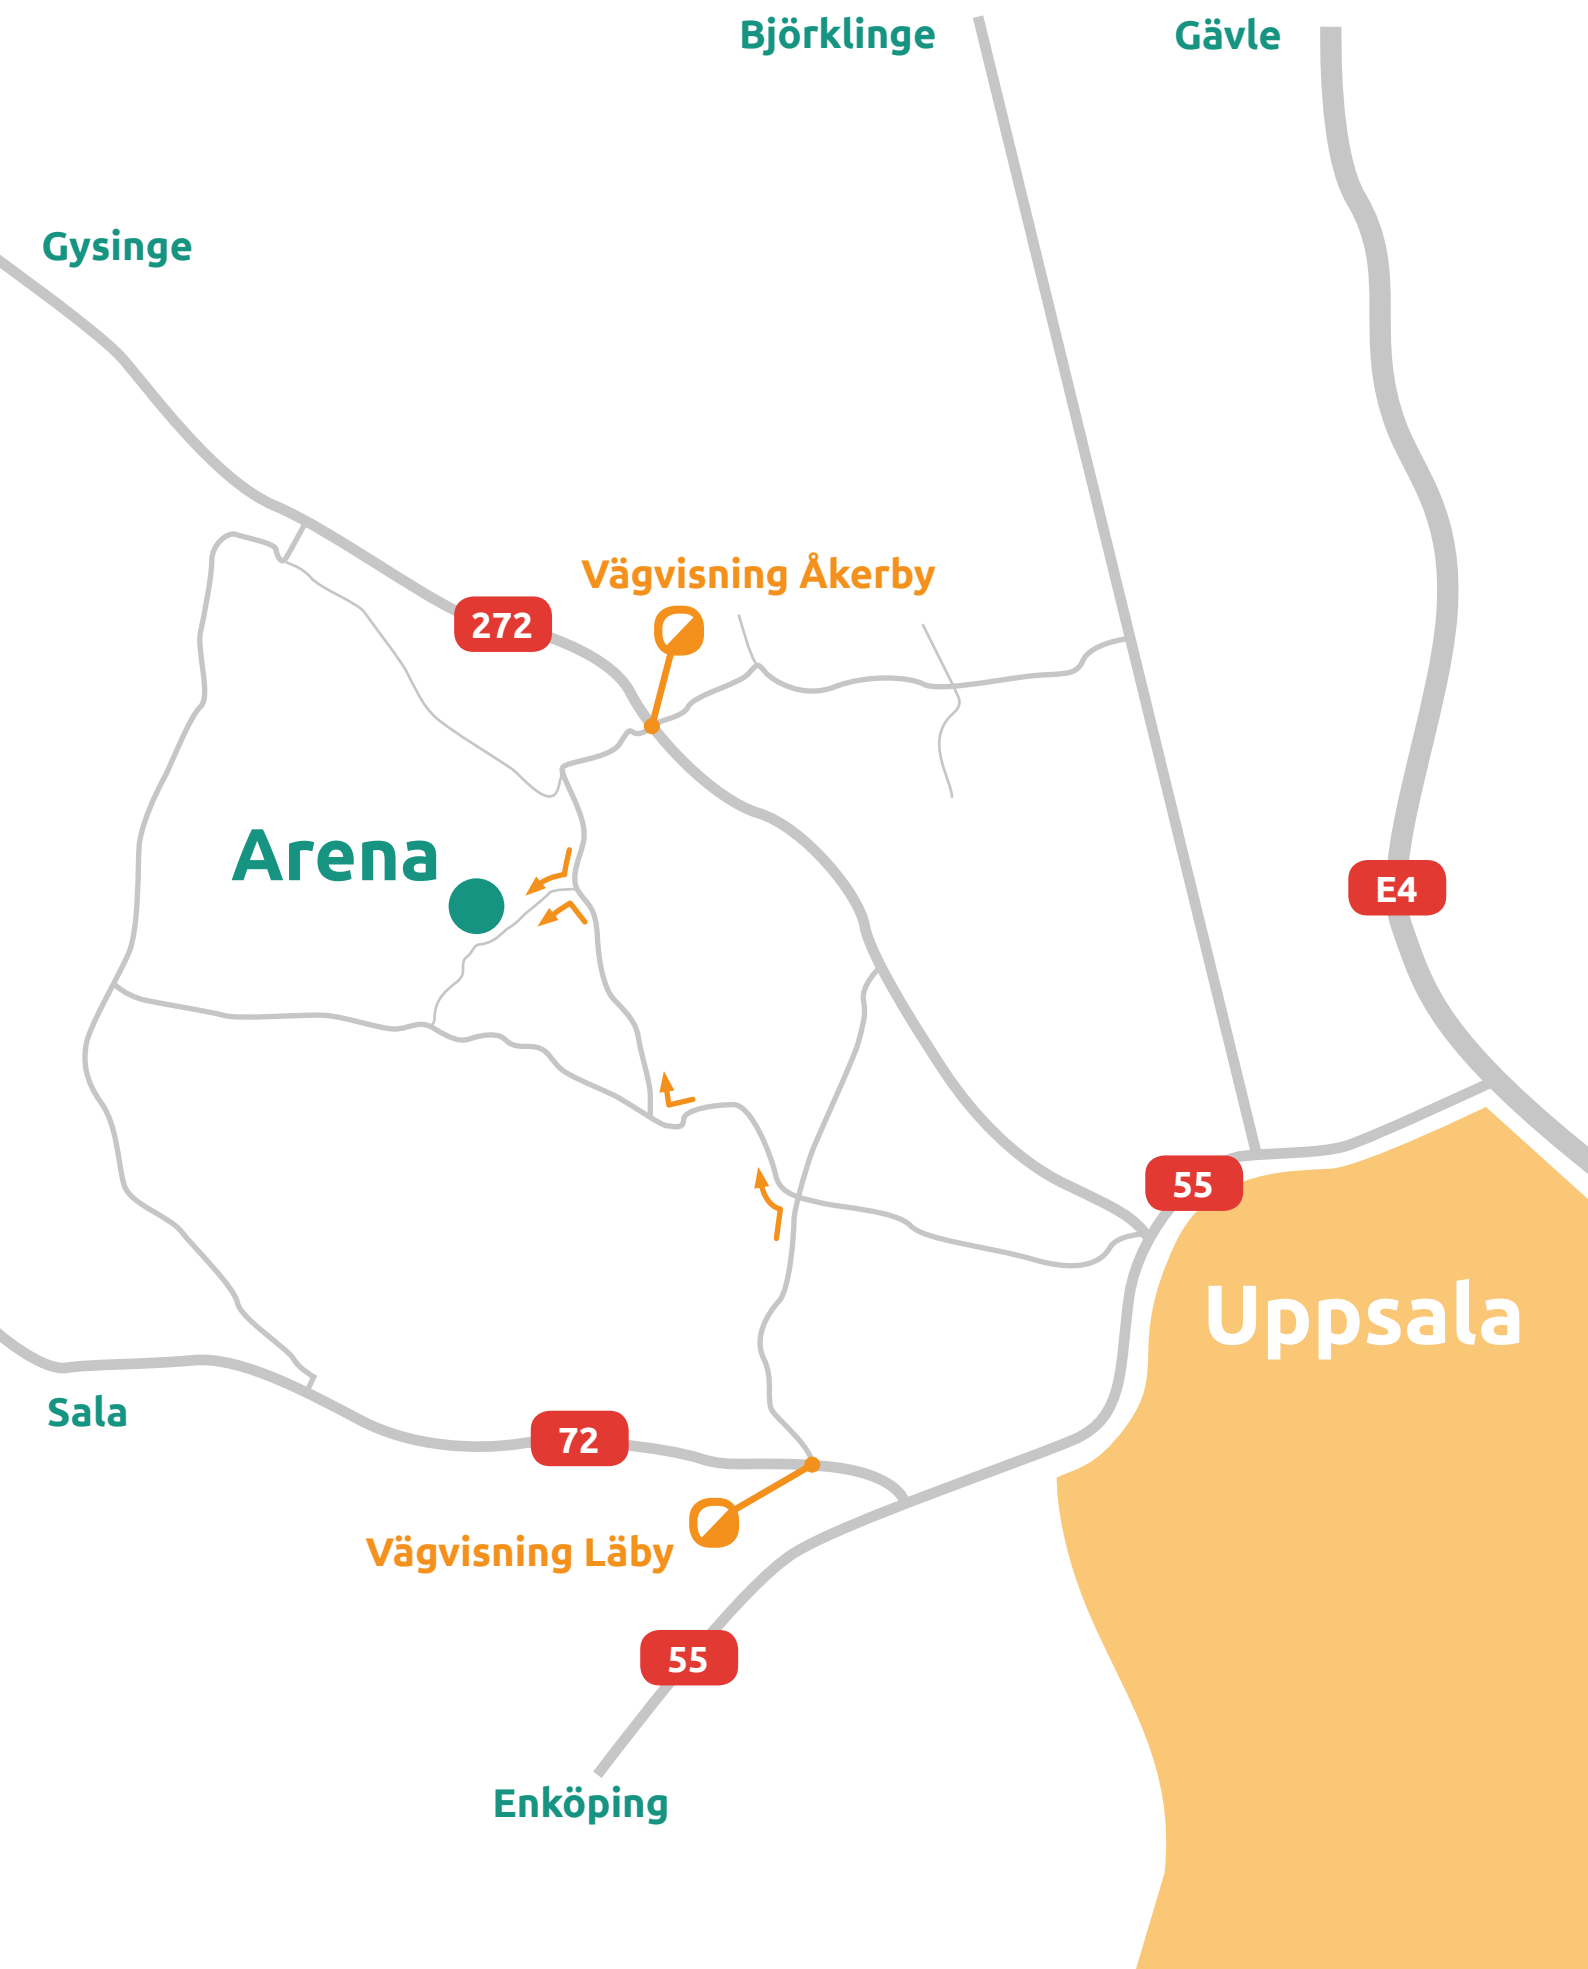 Björklinge
Gävle
Gysinge
Vägvisning Åkerby
272
Arena
E4
55
Uppsala
Sala
72
Vägvisning Läby
55
Enköping